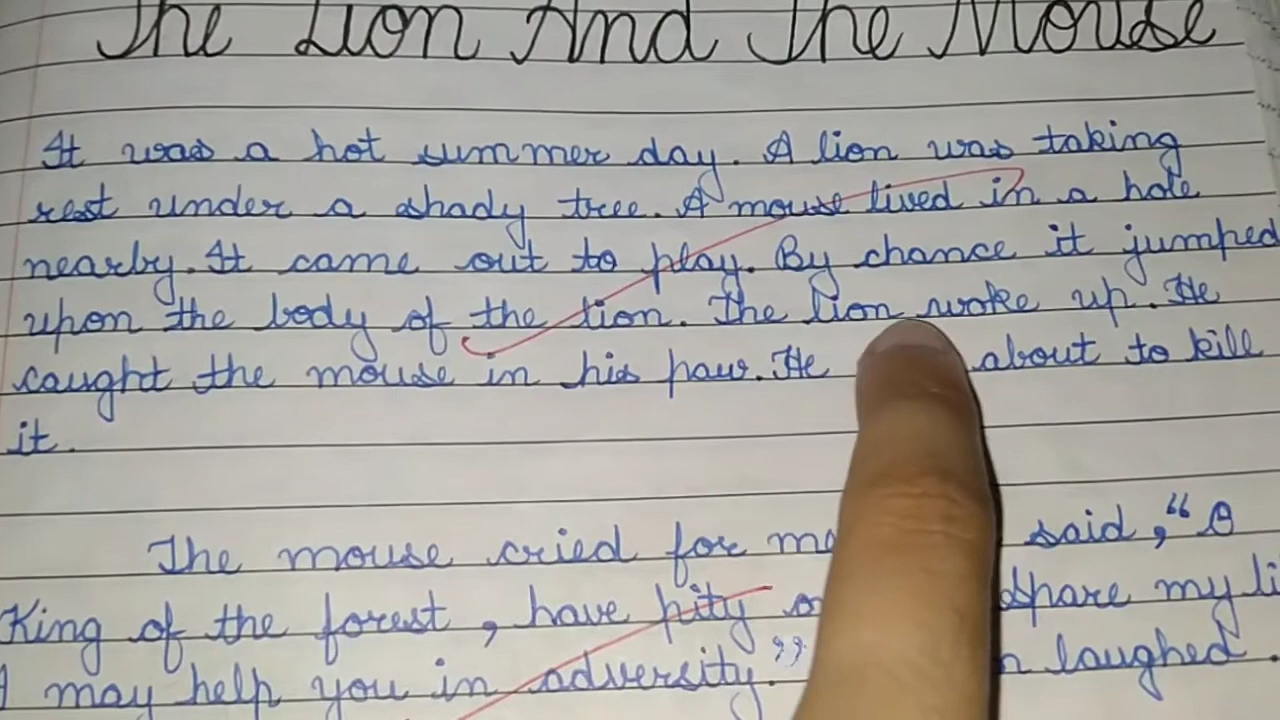 The Lion And The Mouse
It was a hot summer day. A lion was taking
rest under a shady tree. A mouse lived in a hole
nearby. It came out to play. By chance it jumped
upon the body of the lion. The lion woke up. He
caught the mouse in his paw. He about to kill
it.
The mouse cried for said, "O
King of the forest, have pity spare my
I may help you in adversity." laughed.